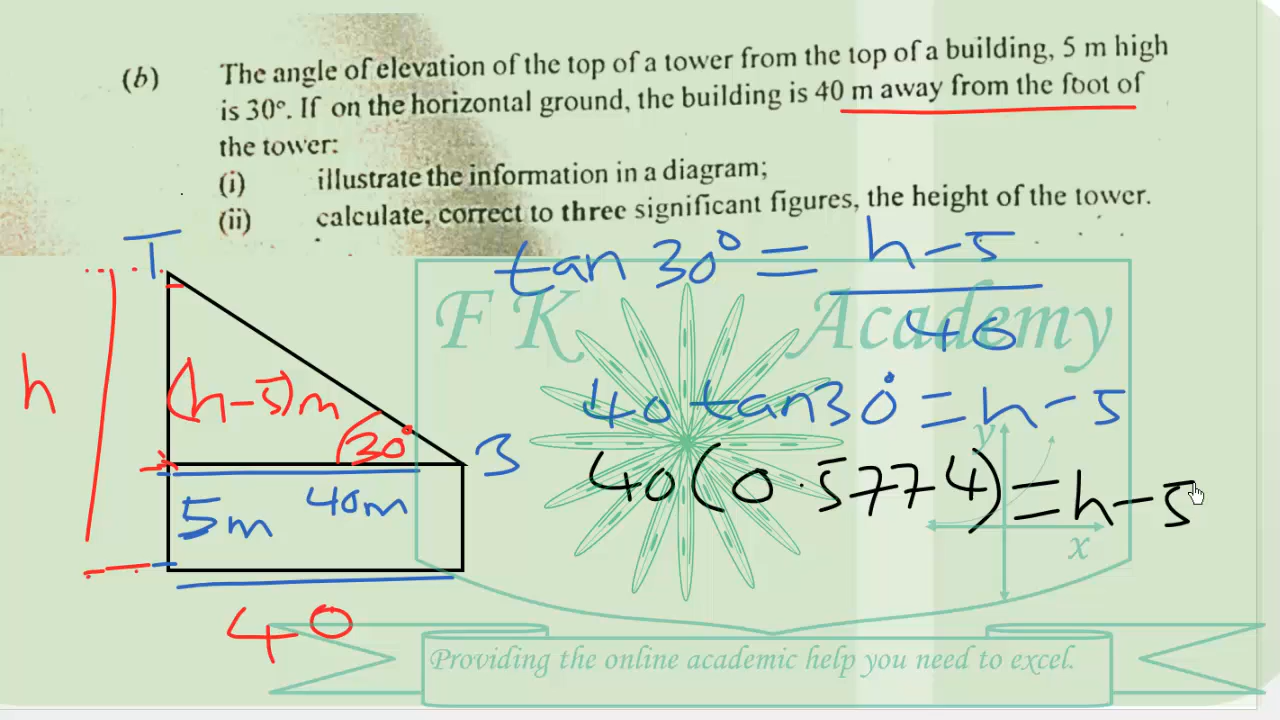 (b) The angle of elevation of the top of a tower from the top of a building, 5 m high
is 30°. If on the horizontal ground, the building is 40 m away from the foot of
the tower:
(i) illustrate the information in a diagram;
(ii) calculate, correct to three significant figures, the height of the tower.
T
h
(h-5)m
30°
B
5m
40m
40
tan 30° = h-5
40
40 tan 30° = h-5
40(0.5774) = h-5
F K Academy
y
x
Providing the online academic help you need to excel.